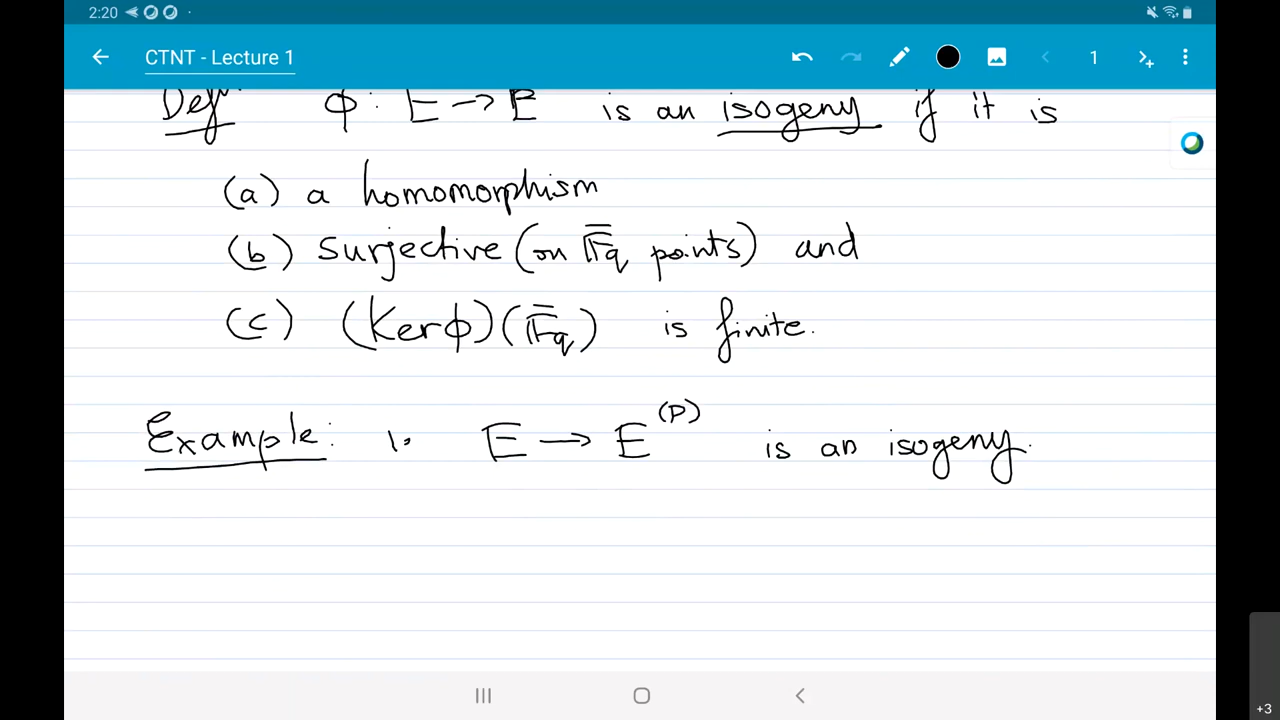 2:20
CTNT - Lecture 1
1
Defn. ϕ: E → E is an isogeny if it is
(a) a homomorphism
(b) surjective (on F̄q points) and
(c) (Ker ϕ)(F̄q) is finite.
Example: 1. E → E^(p) is an isogeny.
+3